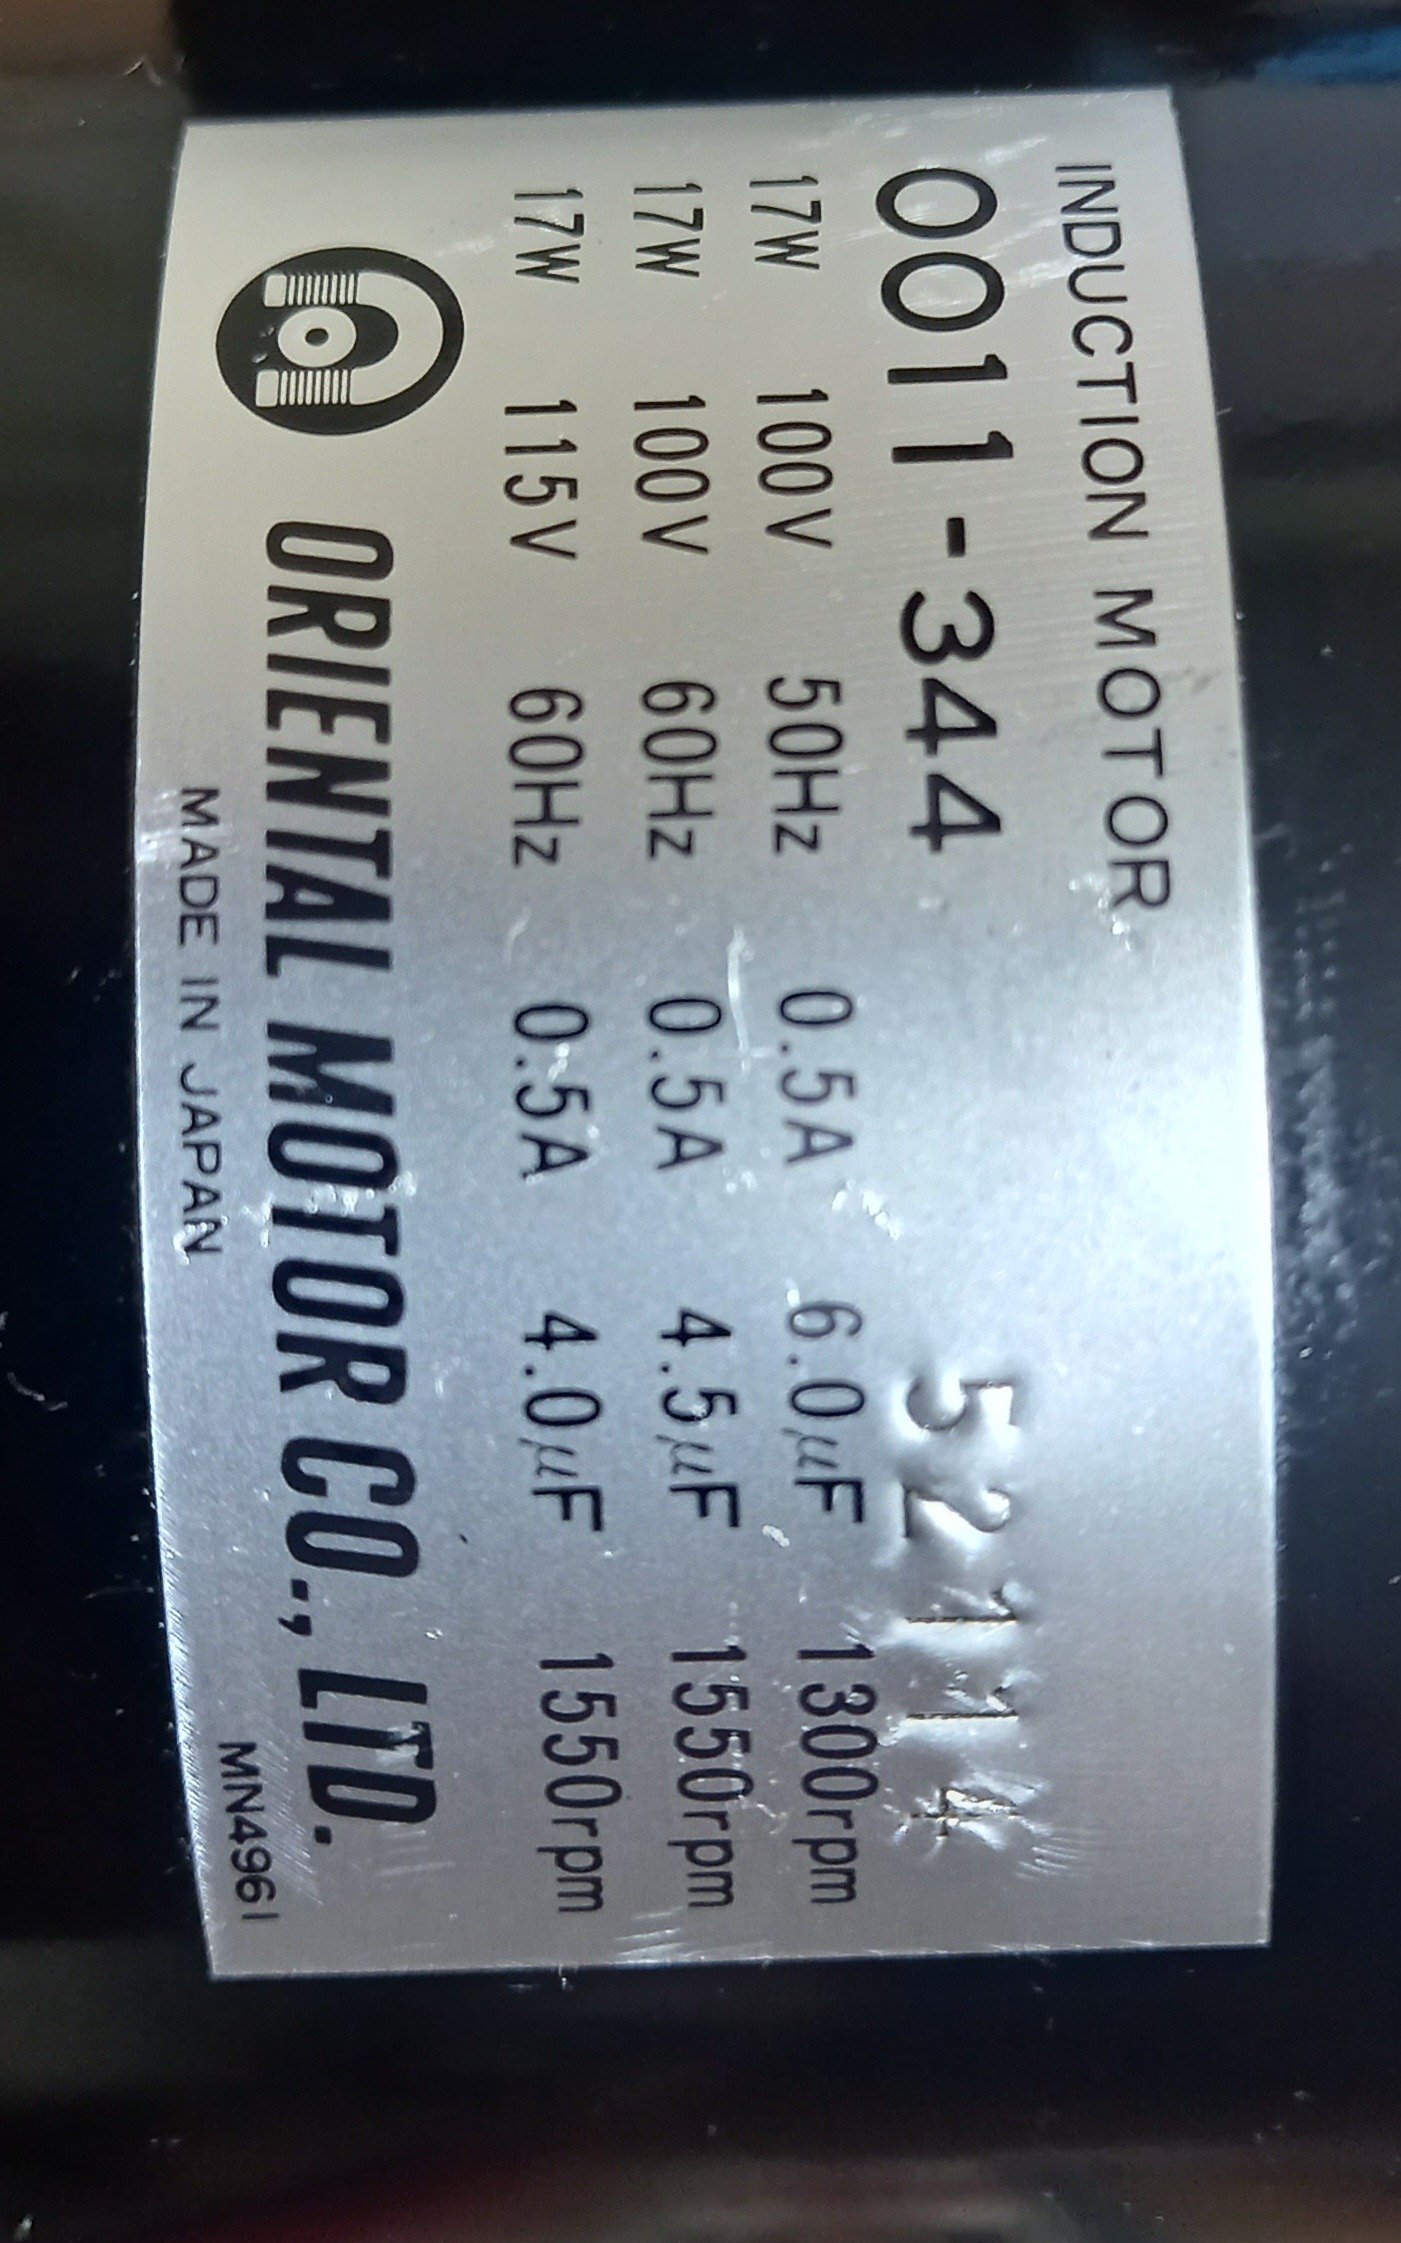 INDUCTION MOTOR
0011-344 52114
17W 100V 50Hz 0.5A 6.0μF 1300rpm
17W 100V 60Hz 0.5A 4.5μF 1550rpm
17W 115V 60Hz 0.5A 4.0μF 1550rpm
ORIENTAL MOTOR CO., LTD.
MADE IN JAPAN MN4961